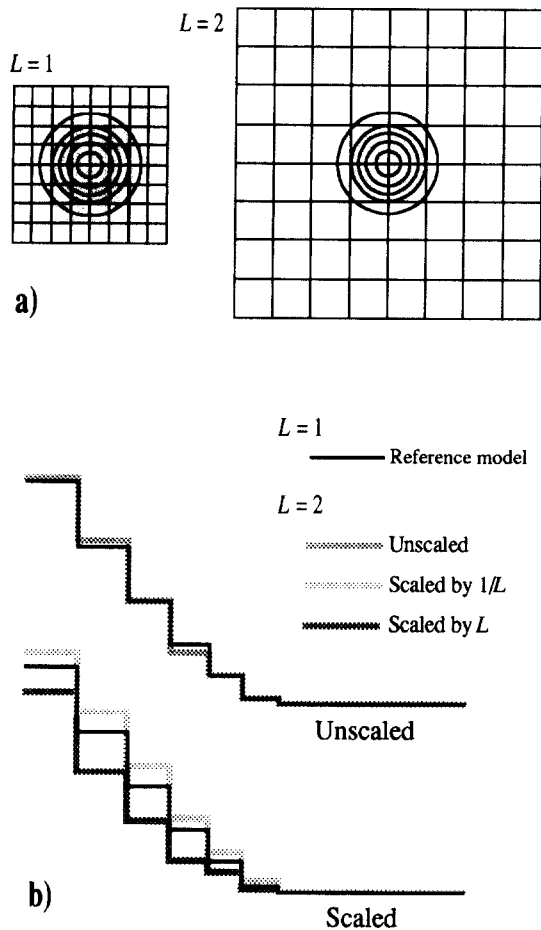 L = 2
L = 1
a)
L = 1
Reference model
L = 2
Unscaled
Scaled by 1/L
Scaled by L
Unscaled
b)
Scaled